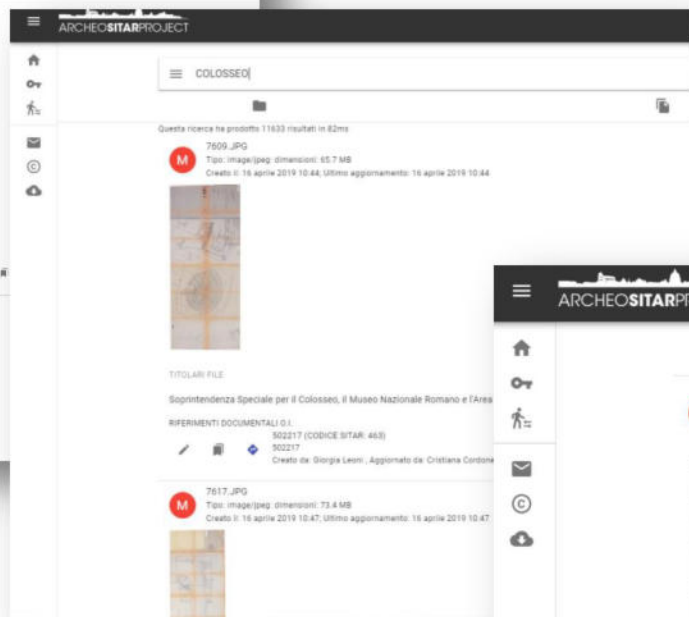 ARCHEOSITARPROJECT
COLOSSEO
Questa ricerca ha prodotto 11633 risultati in 82ms
7609.JPG
M
Tipo: image/jpeg: dimensioni: 65.7 MB
Creato il: 16 aprile 2019 10:44; Ultimo aggiornamento: 16 aprile 2019 10:44
TITOLARI FILE
Soprintendenza Speciale per il Colosseo, il Museo Nazionale Romano e l'Area
RIFERIMENTI DOCUMENTALI O.I.
502217 (CODICE SITAR: 463)
502217
Creato da: Giorgia Leoni , Aggiornato da: Cristiana Cordone
7617.JPG
M
Tipo: image/jpeg: dimensioni: 73.4 MB
Creato il: 16 aprile 2019 10:47; Ultimo aggiornamento: 16 aprile 2019 10:47
ARCHEOSITARPR